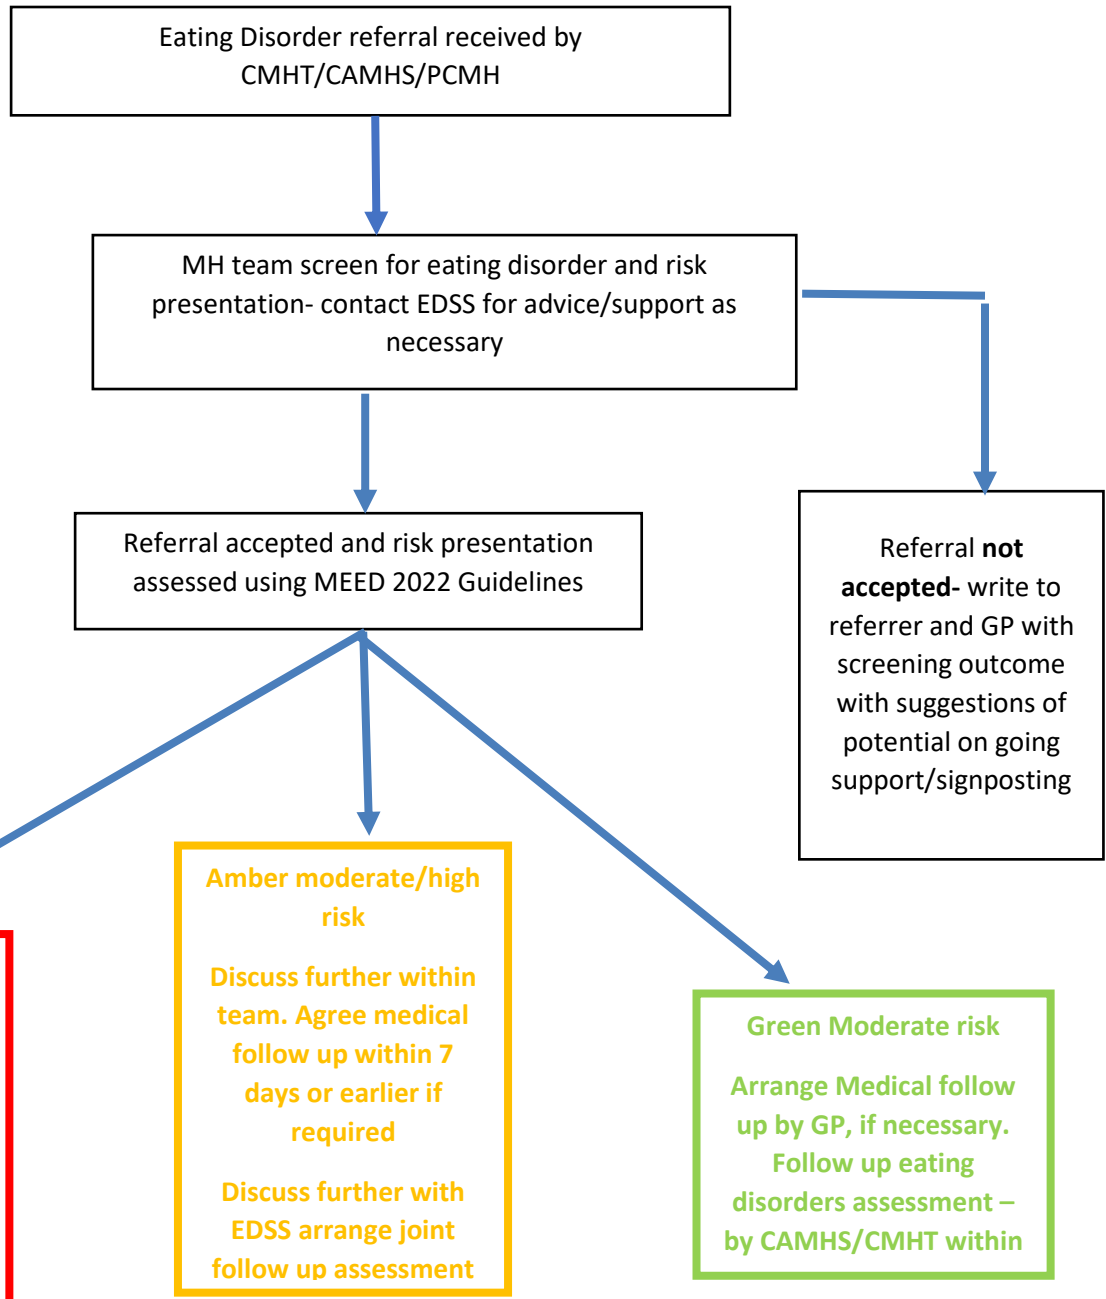 Eating Disorder referral received by
CMHT/CAMHS/PCMH
MH team screen for eating disorder and risk
presentation- contact EDSS for advice/support as
necessary
Referral accepted and risk presentation
assessed using MEED 2022 Guidelines
Referral not
accepted- write to
referrer and GP with
screening outcome
with suggestions of
potential on going
support/signposting
Amber moderate/high
risk
Discuss further within
team. Agree medical
follow up within 7
days or earlier if
required
Discuss further with
EDSS arrange joint
follow up assessment
Green Moderate risk
Arrange Medical follow
up by GP, if necessary.
Follow up eating
disorders assessment –
by CAMHS/CMHT within